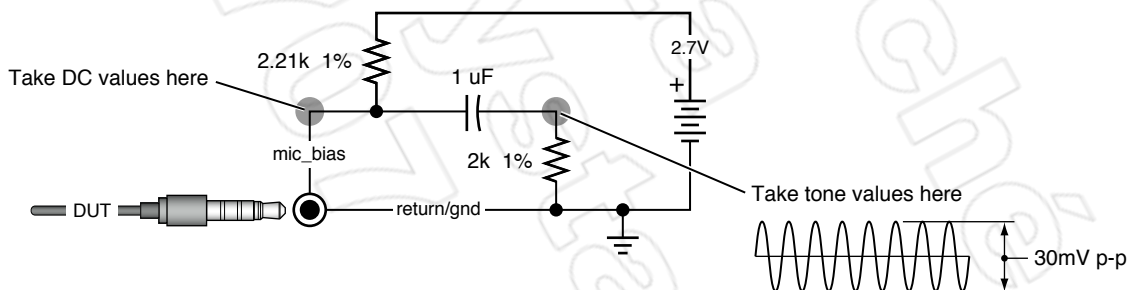 2.7V
2.21k 1%
Take DC values here
1 uF
+
mic_bias
2k 1%
Take tone values here
DUT
return/gnd
30mV p-p